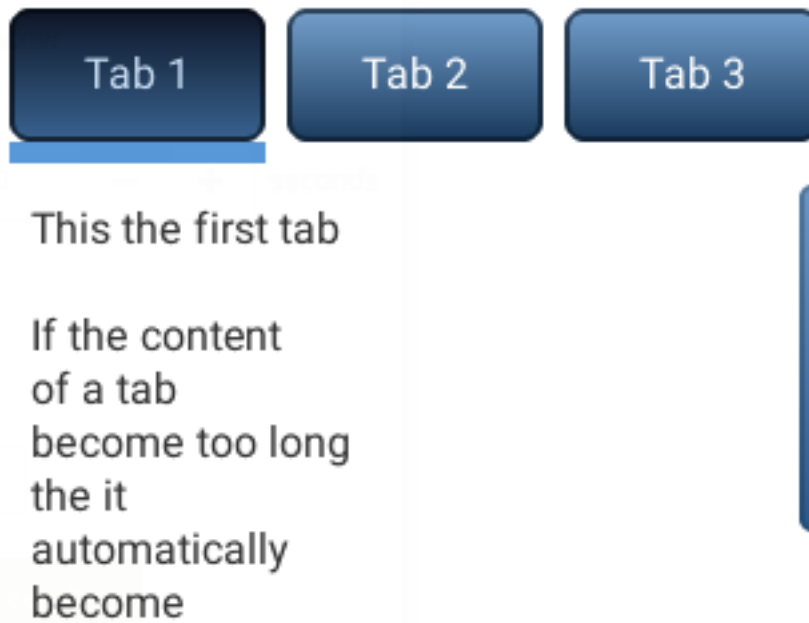 Tab 1
Tab 2
Tab 3
This the first tab
If the content
of a tab
become too long
the it
automatically
become